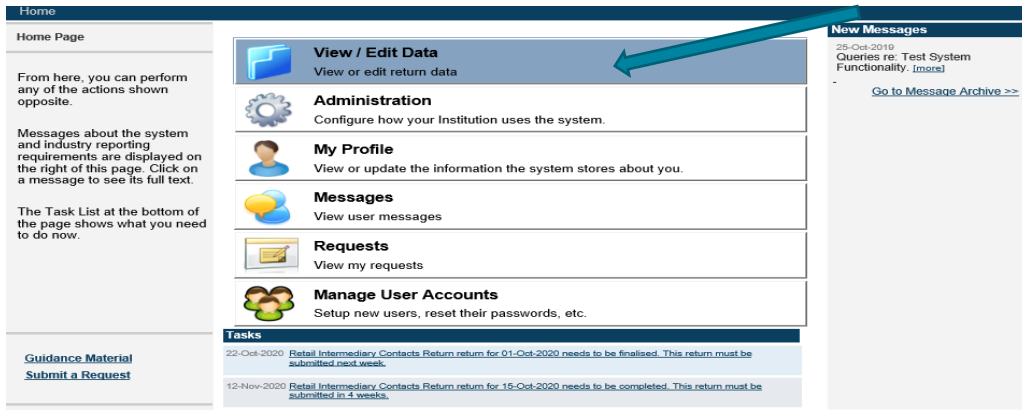 Home
Home Page
From here, you can perform
any of the actions shown
opposite.
Messages about the system
and industry reporting
requirements are displayed on
the right of this page. Click on
a message to see its full text.
The Task List at the bottom of
the page shows what you need
to do now.
Guidance Material
Submit a Request
View / Edit Data
View or edit return data
Administration
Configure how your Institution uses the system.
My Profile
View or update the information the system stores about you.
Messages
View user messages
Requests
View my requests
Manage User Accounts
Setup new users, reset their passwords, etc.
Tasks
22-Oct-2020 Retail Intermediary Contacts Return return for 01-Oct-2020 needs to be finalised. This return must be
submitted next week.
12-Nov-2020 Retail Intermediary Contacts Return return for 15-Oct-2020 needs to be completed. This return must be
submitted in 4 weeks.
New Messages
25-Oct-2019
Queries re: Test System
Functionality. [more]
-
Go to Message Archive >>